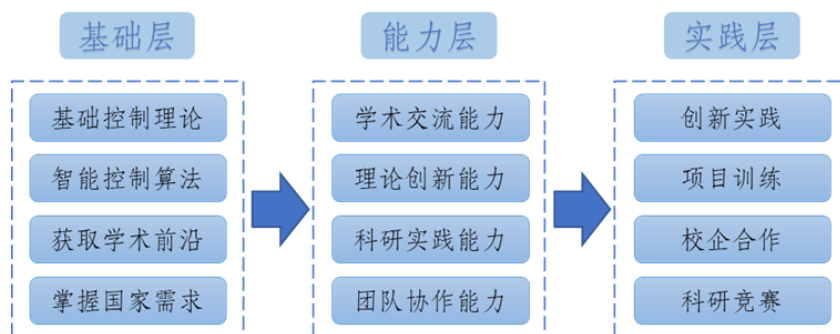 基础层
能力层
实践层
基础控制理论
智能控制算法
获取学术前沿
掌握国家需求
学术交流能力
理论创新能力
科研实践能力
团队协作能力
创新实践
项目训练
校企合作
科研竞赛